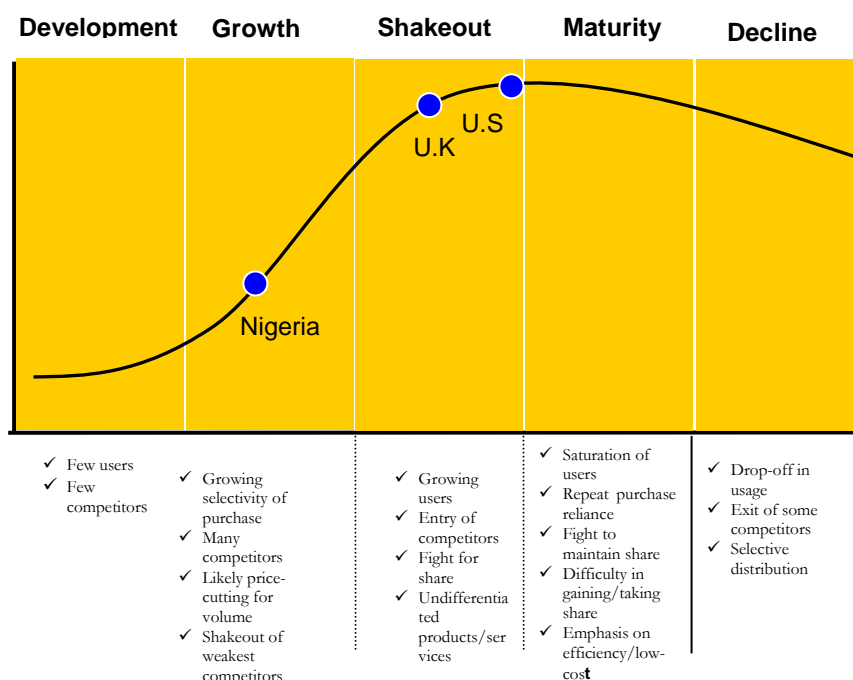 Development
Growth
Shakeout
Maturity
Decline
U.S
U.K
Nigeria
✓ Few users
✓ Few
competitors
✓ Growing
selectivity of
purchase
✓ Many
competitors
✓ Likely price-
cutting for
volume
✓ Shakeout of
weakest
competitors
✓ Growing
users
✓ Entry of
competitors
✓ Fight for
share
✓ Undifferentia
ted
products/ser
vices
✓ Saturation of
users
✓ Repeat purchase
reliance
✓ Fight to
maintain share
✓ Difficulty in
gaining/taking
share
✓ Emphasis on
efficiency/low-
cost
✓ Drop-off in
usage
✓ Exit of some
competitors
✓ Selective
distribution